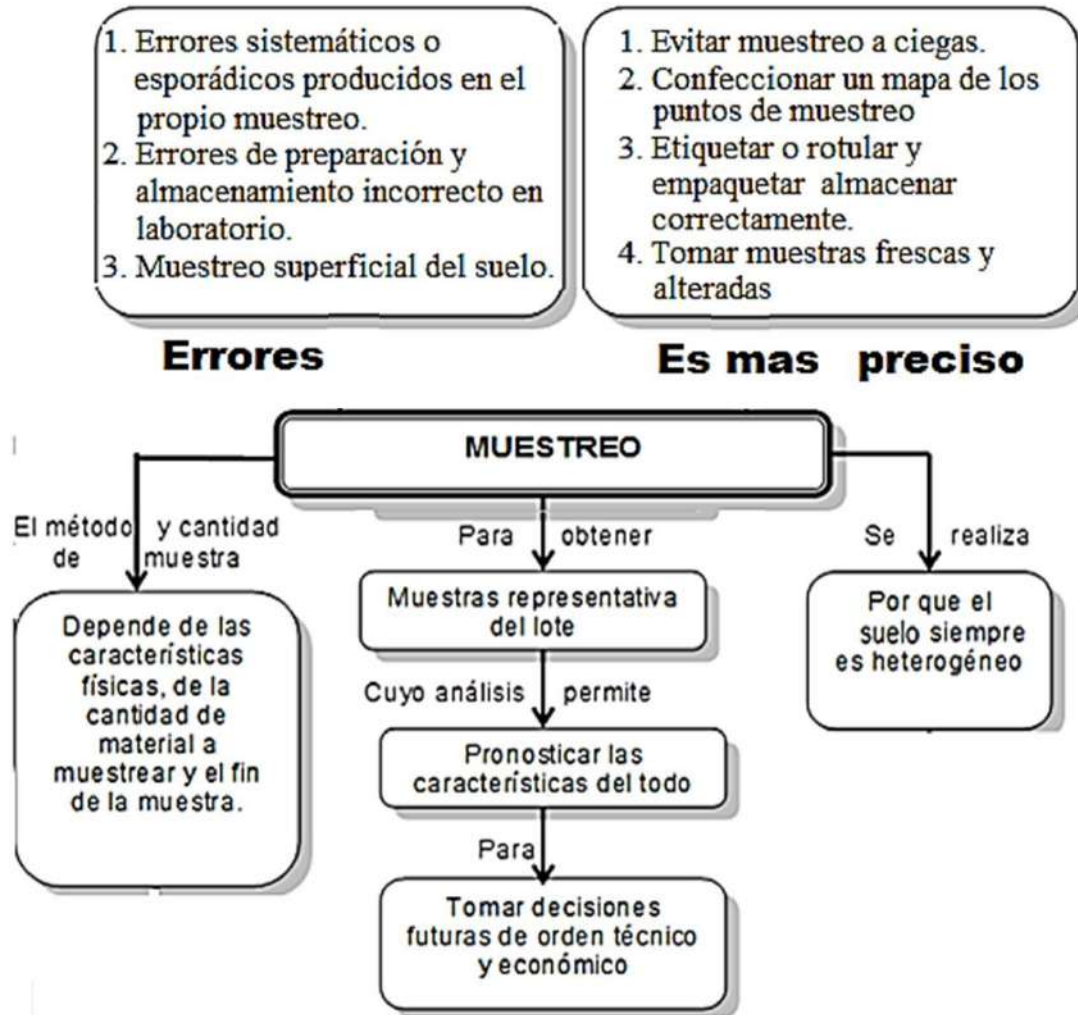 1. Errores sistemáticos o
esporádicos producidos en el
propio muestreo.
2. Errores de preparación y
almacenamiento incorrecto en
laboratorio.
3. Muestreo superficial del suelo.
Errores
1. Evitar muestreo a ciegas.
2. Confeccionar un mapa de los
puntos de muestreo
3. Etiquetar o rotular y
empaquetar almacenar
correctamente.
4. Tomar muestras frescas y
alteradas
Es mas preciso
MUESTREO
El método y cantidad
de muestra
Depende de las
características
físicas, de la
cantidad de
material a
muestrear y el fin
de la muestra.
Para obtener
Muestras representativa
del lote
Cuyo análisis permite
Pronosticar las
características del todo
Para
Tomar decisiones
futuras de orden técnico
y económico
Se realiza
Por que el
suelo siempre
es heterogéneo